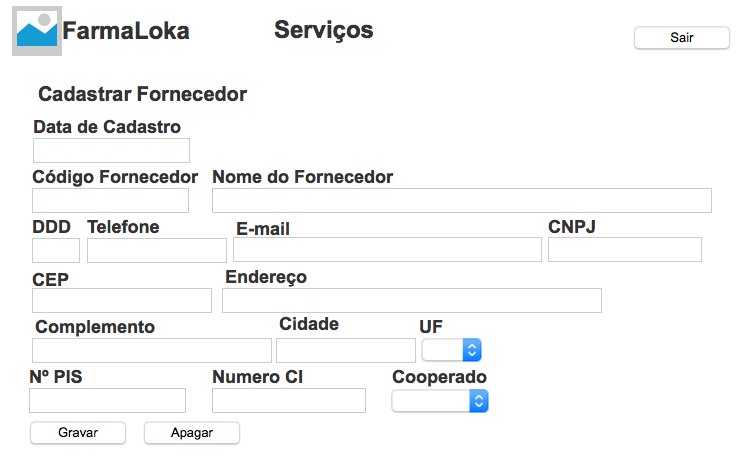 FarmaLoka Serviços Sair
Cadastrar Fornecedor
Data de Cadastro
Código Fornecedor Nome do Fornecedor
DDD Telefone E-mail CNPJ
CEP Endereço
Complemento Cidade UF
Nº PIS Numero CI Cooperado
Gravar Apagar